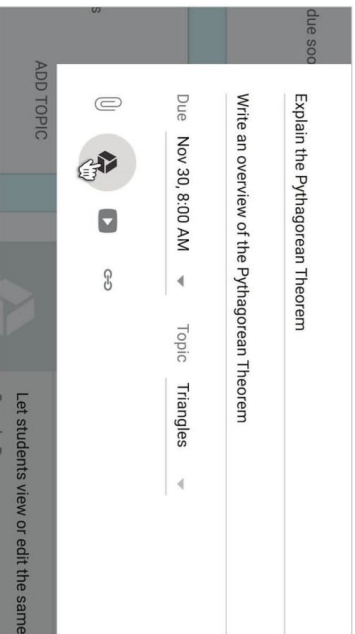 due soo
Explain the Pythagorean Theorem
Write an overview of the Pythagorean Theorem
Due Nov 30, 8:00 AM Topic Triangles
s
ADD TOPIC
Let students view or edit the same